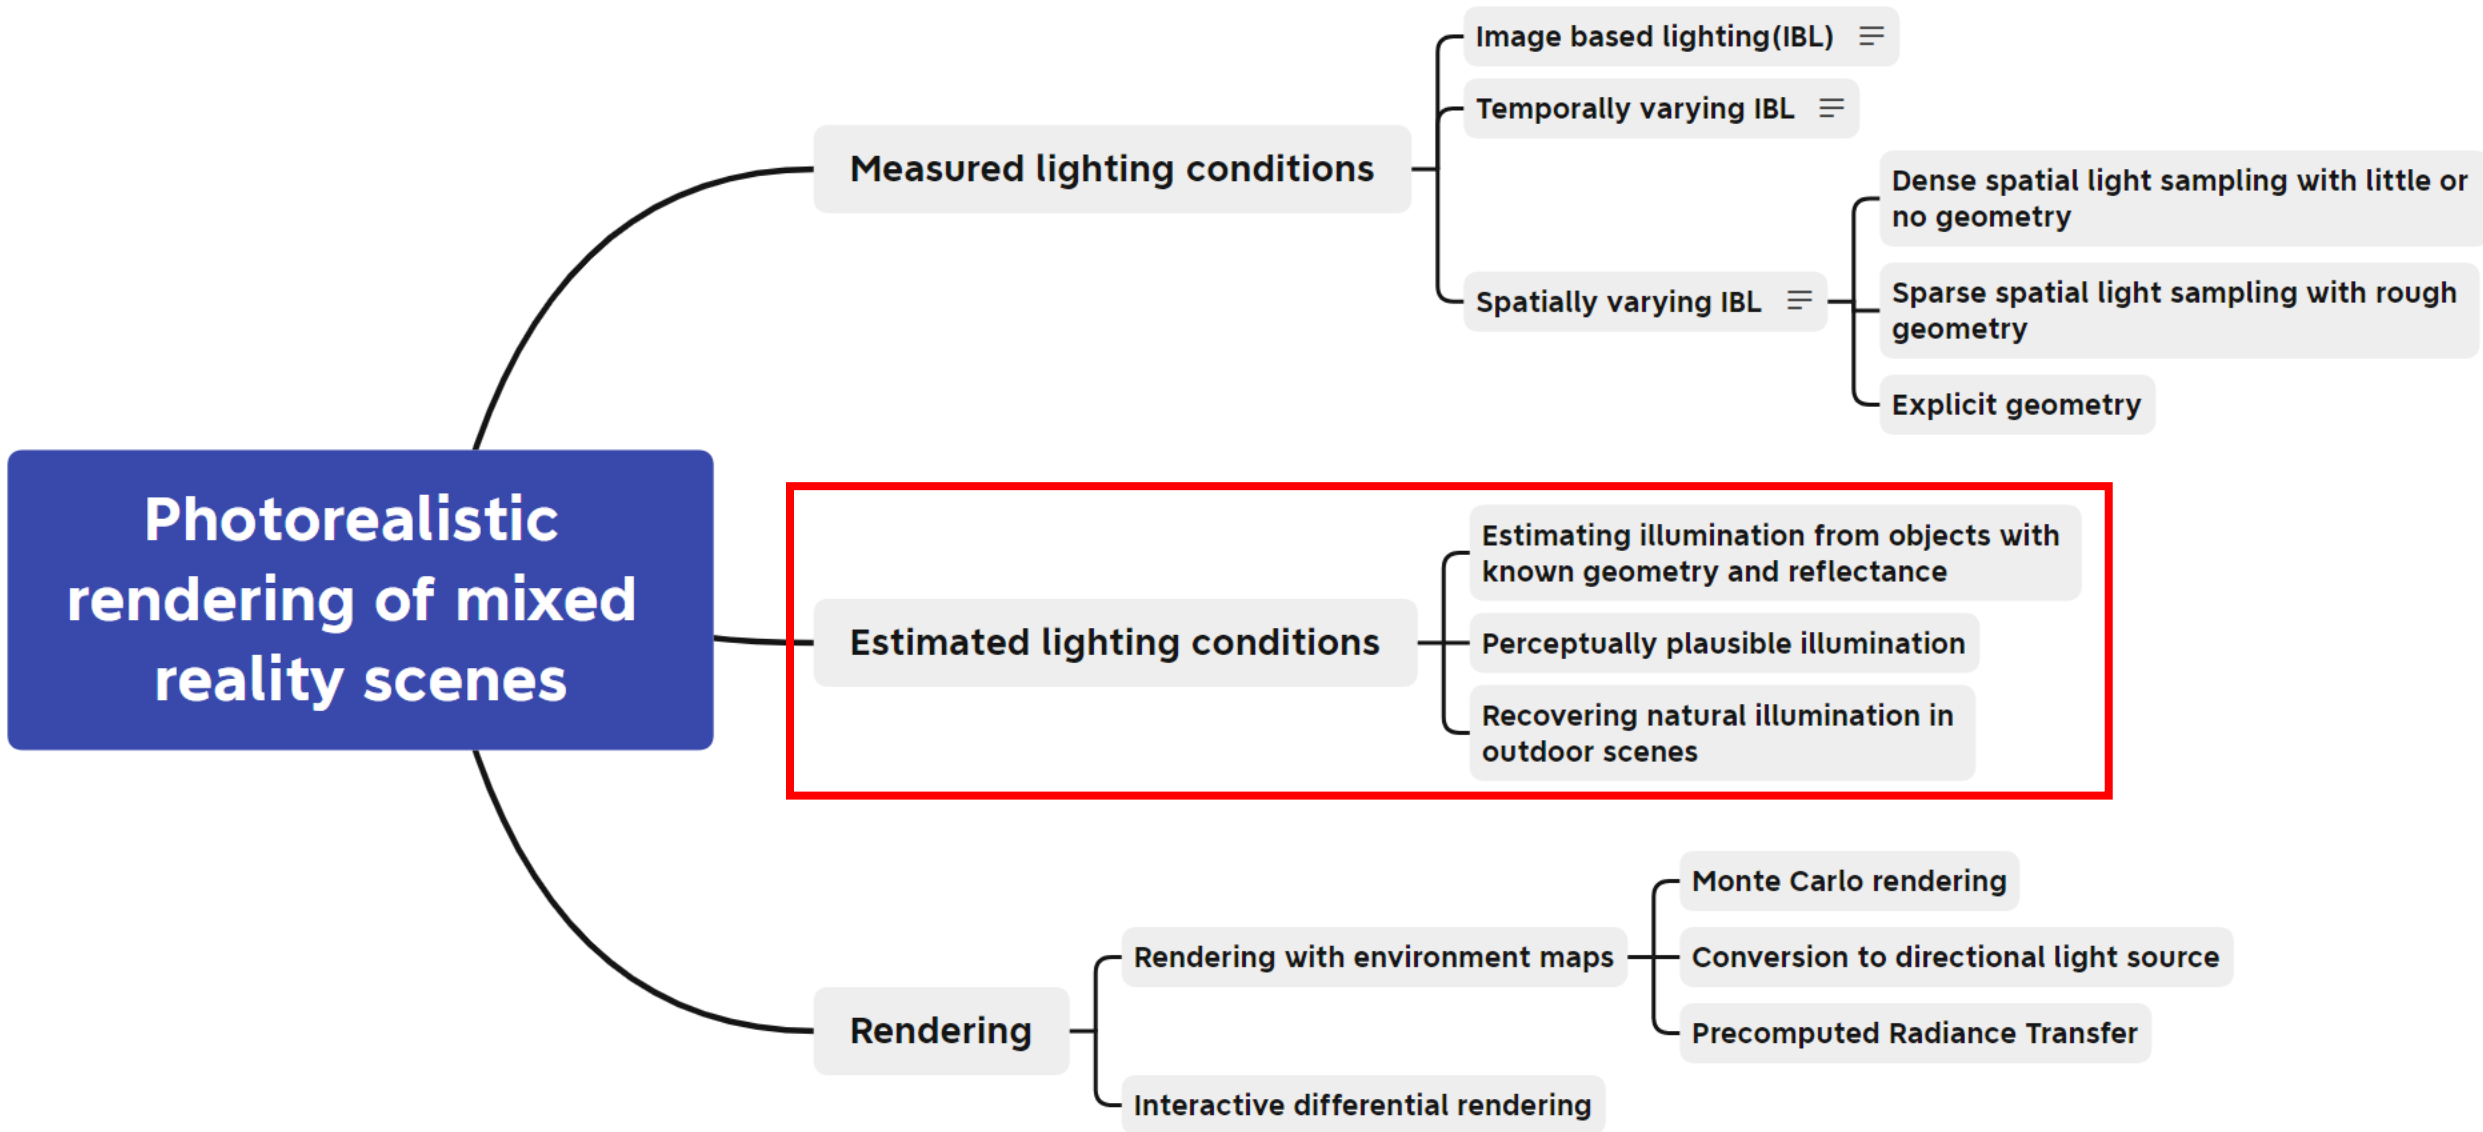 Photorealistic
rendering of mixed
reality scenes
Measured lighting conditions
Image based lighting(IBL)
Temporally varying IBL
Spatially varying IBL
Dense spatial light sampling with little or
no geometry
Sparse spatial light sampling with rough
geometry
Explicit geometry
Estimated lighting conditions
Estimating illumination from objects with
known geometry and reflectance
Perceptually plausible illumination
Recovering natural illumination in
outdoor scenes
Rendering
Rendering with environment maps
Monte Carlo rendering
Conversion to directional light source
Precomputed Radiance Transfer
Interactive differential rendering